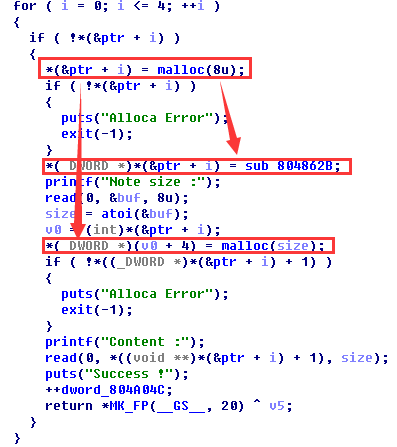 for ( i = 0; i <= 4; ++i )
{
if ( !*(&ptr + i) )
{
*(&ptr + i) = malloc(8u);
if ( !*(&ptr + i) )
{
puts("Alloca Error");
exit(-1);
}
*(_DWORD *)*(&ptr + i) = sub_804862B;
printf("Note size :");
read(0, &buf, 8u);
size = atoi(&buf);
v0 = (int)*(&ptr + i);
*(_DWORD *)(v0 + 4) = malloc(size);
if ( !*((_DWORD *)*(&ptr + i) + 1) )
{
puts("Alloca Error");
exit(-1);
}
printf("Content :");
read(0, *((void **)*(&ptr + i) + 1), size);
puts("Success !");
++dword_804A04C;
return *MK_FP(__GS__, 20) ^ v5;
}
}